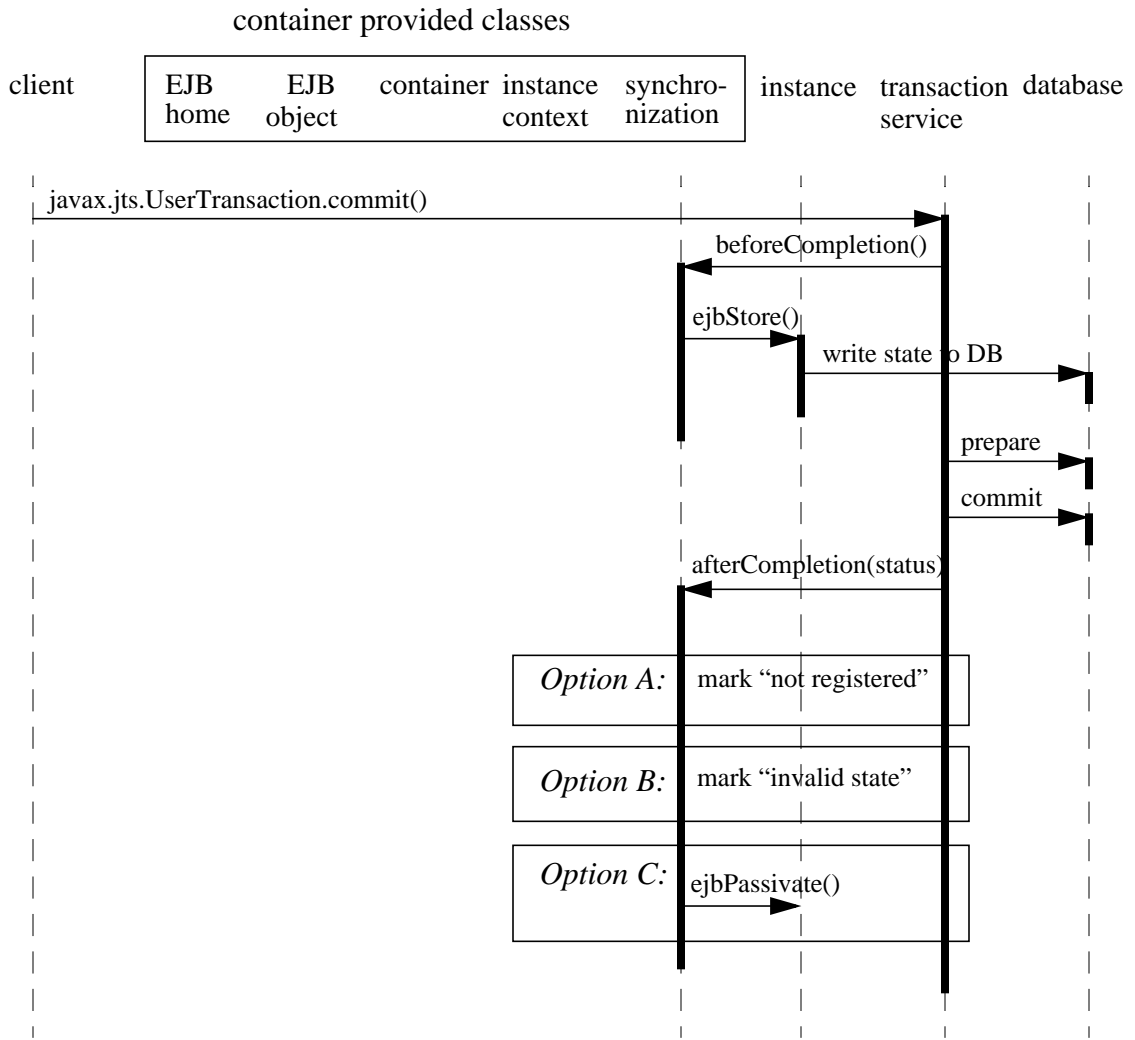 container provided classes
client EJB home EJB object container instance context synchro- nization instance transaction service database
javax.jts.UserTransaction.commit()
beforeCompletion()
ejbStore()
write state to DB
prepare
commit
afterCompletion(status)
Option A: mark “not registered”
Option B: mark “invalid state”
Option C:
ejbPassivate()